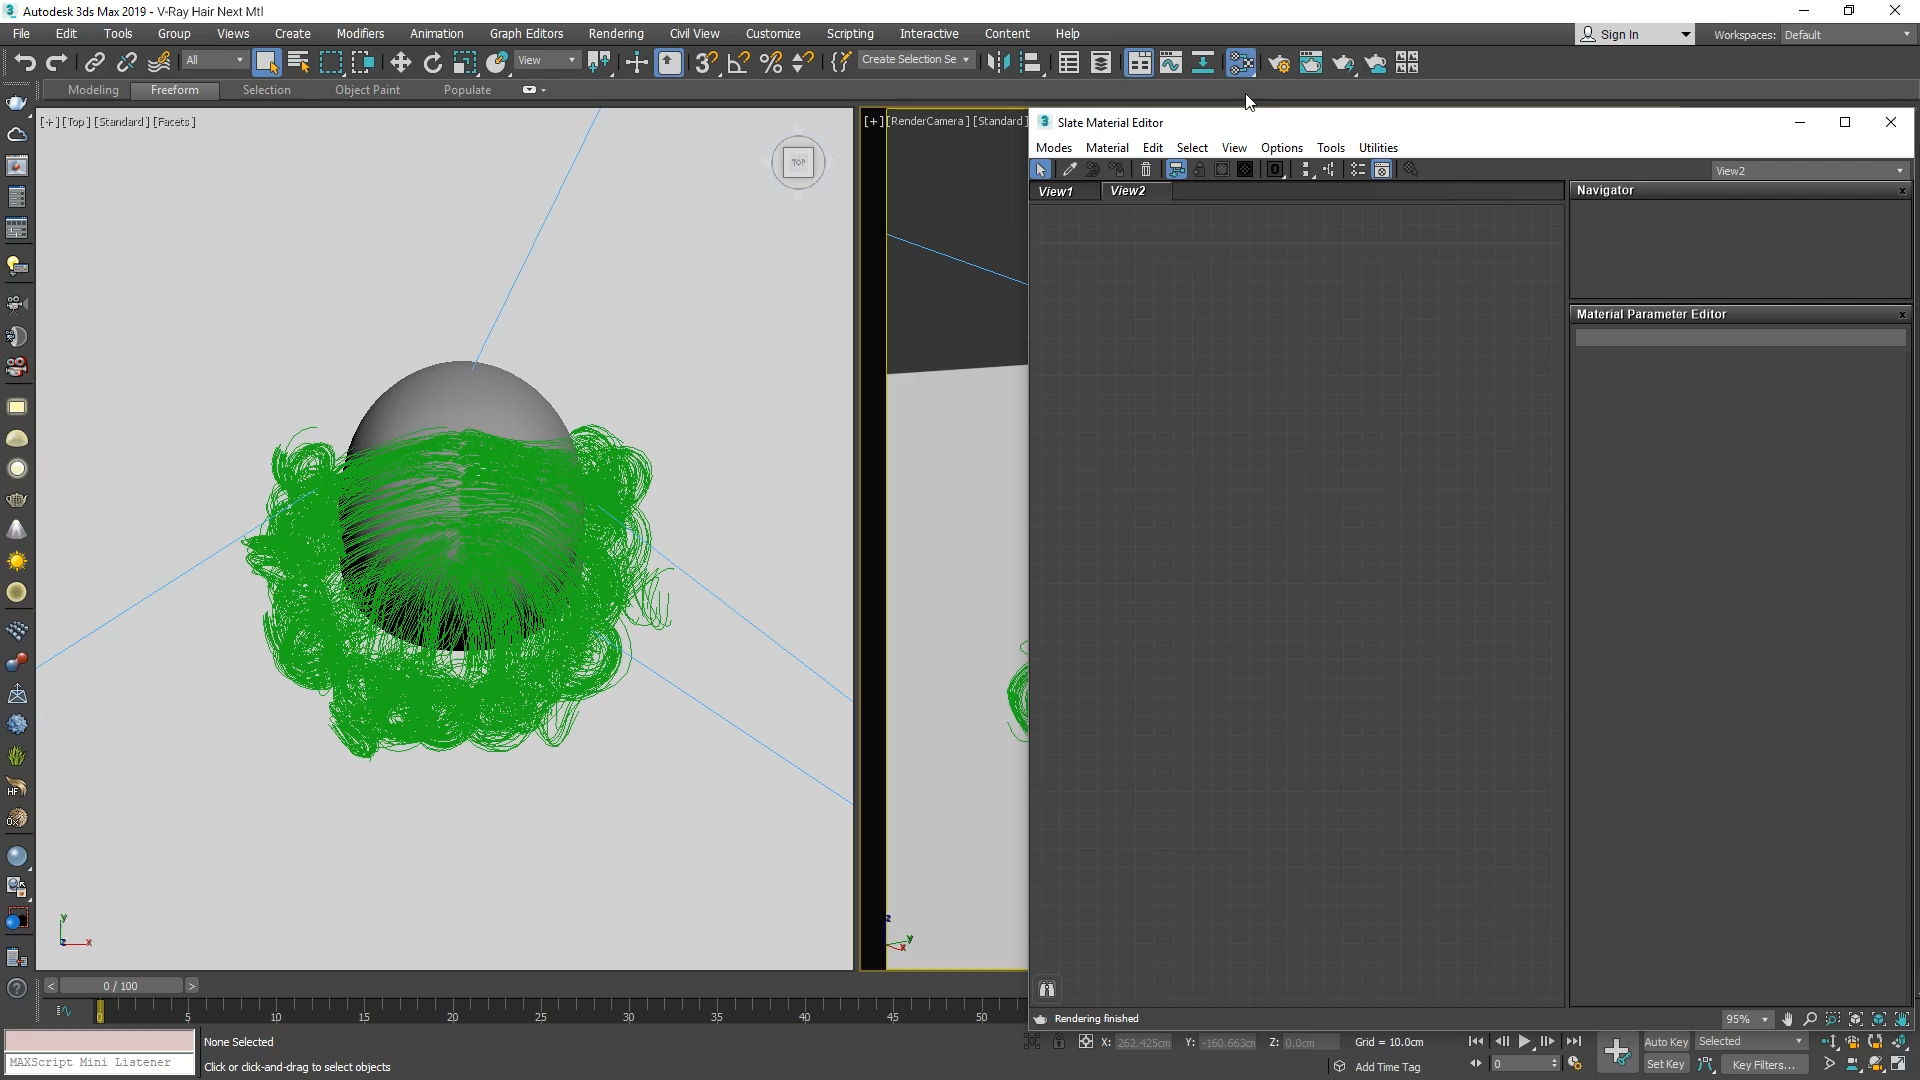 Autodesk 3ds Max 2019 - V-Ray Hair Next Mtl
File Edit Tools Group Views Create Modifiers Animation Graph Editors Rendering Civil View Customize Scripting Interactive Content Help
Sign In Workspaces: Default
All View Create Selection Se
Modeling Freeform Selection Object Paint Populate
[+] [Top] [Standard] [Facets]
TOP
[+] [RenderCamera] [Standard]
Slate Material Editor
Modes Material Edit Select View Options Tools Utilities
View2
View1 View2
Navigator
Material Parameter Editor
y
z x
z
y
x
< 0 / 100 >
0 5 10 15 20 25 30 35 40 45 50
Rendering finished
95%
None Selected
X: 262.425cm Y: -160.663cm Z: 0.0cm Grid = 10.0cm
Auto Key Selected
MAXScript Mini Listener
Click or click-and-drag to select objects
Add Time Tag
0
Set Key Key Filters...